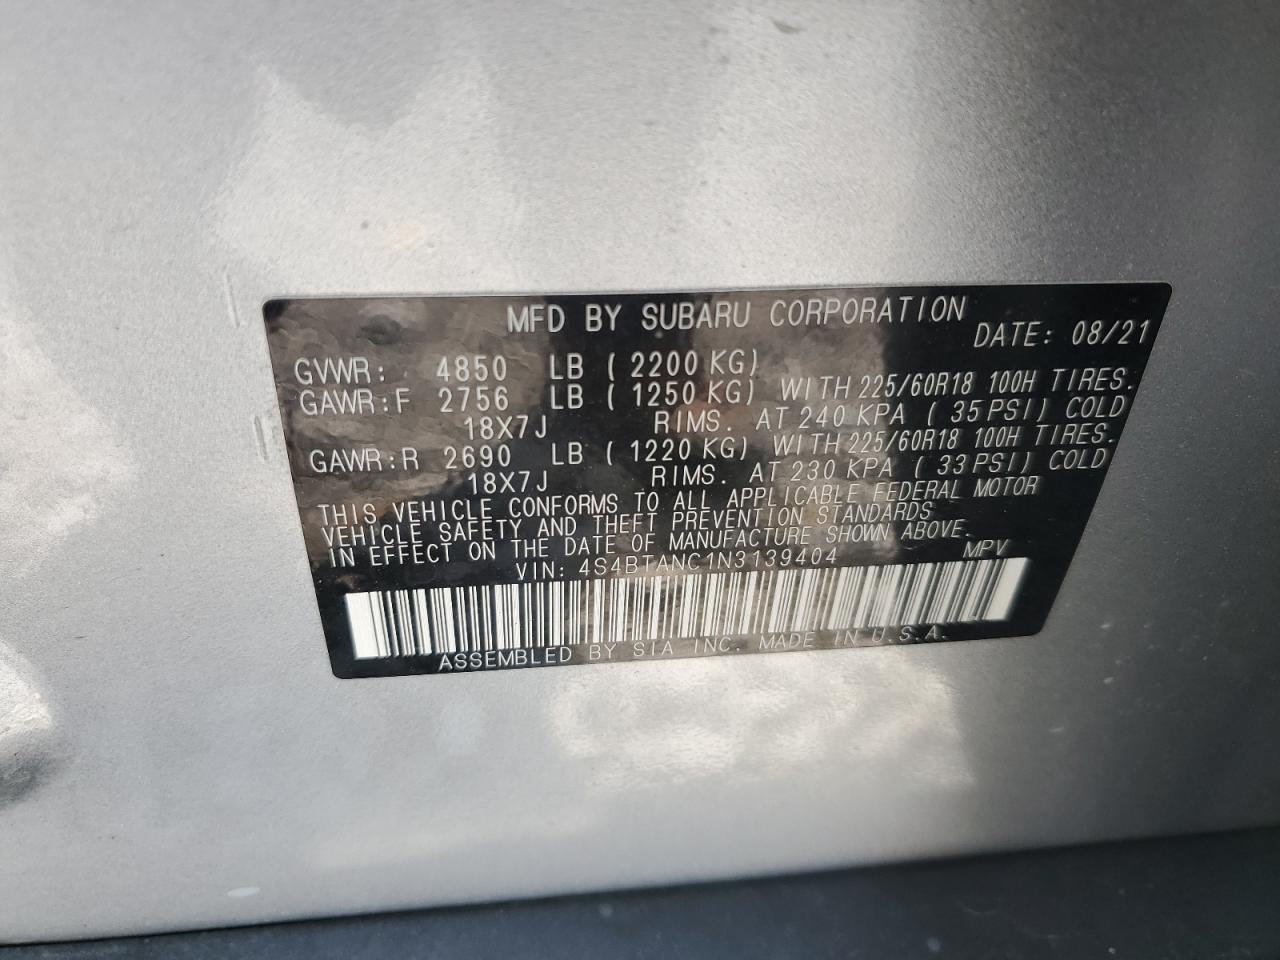 MFD BY SUBARU CORPORATION
DATE: 08/21
GVWR: 4850 LB ( 2200 KG)
GAWR:F 2756 LB ( 1250 KG) WITH 225/60R18 100H TIRES.
18X7J RIMS. AT 240 KPA ( 35 PSI) COLD
GAWR:R 2690 LB ( 1220 KG) WITH 225/60R18 100H TIRES.
18X7J RIMS. AT 230 KPA ( 33 PSI) COLD
THIS VEHICLE CONFORMS TO ALL APPLICABLE FEDERAL MOTOR
VEHICLE SAFETY AND THEFT PREVENTION STANDARDS
IN EFFECT ON THE DATE OF MANUFACTURE SHOWN ABOVE.
VIN: 4S4BTANC1N3139404 MPV
ASSEMBLED BY SIA INC. MADE IN U.S.A.